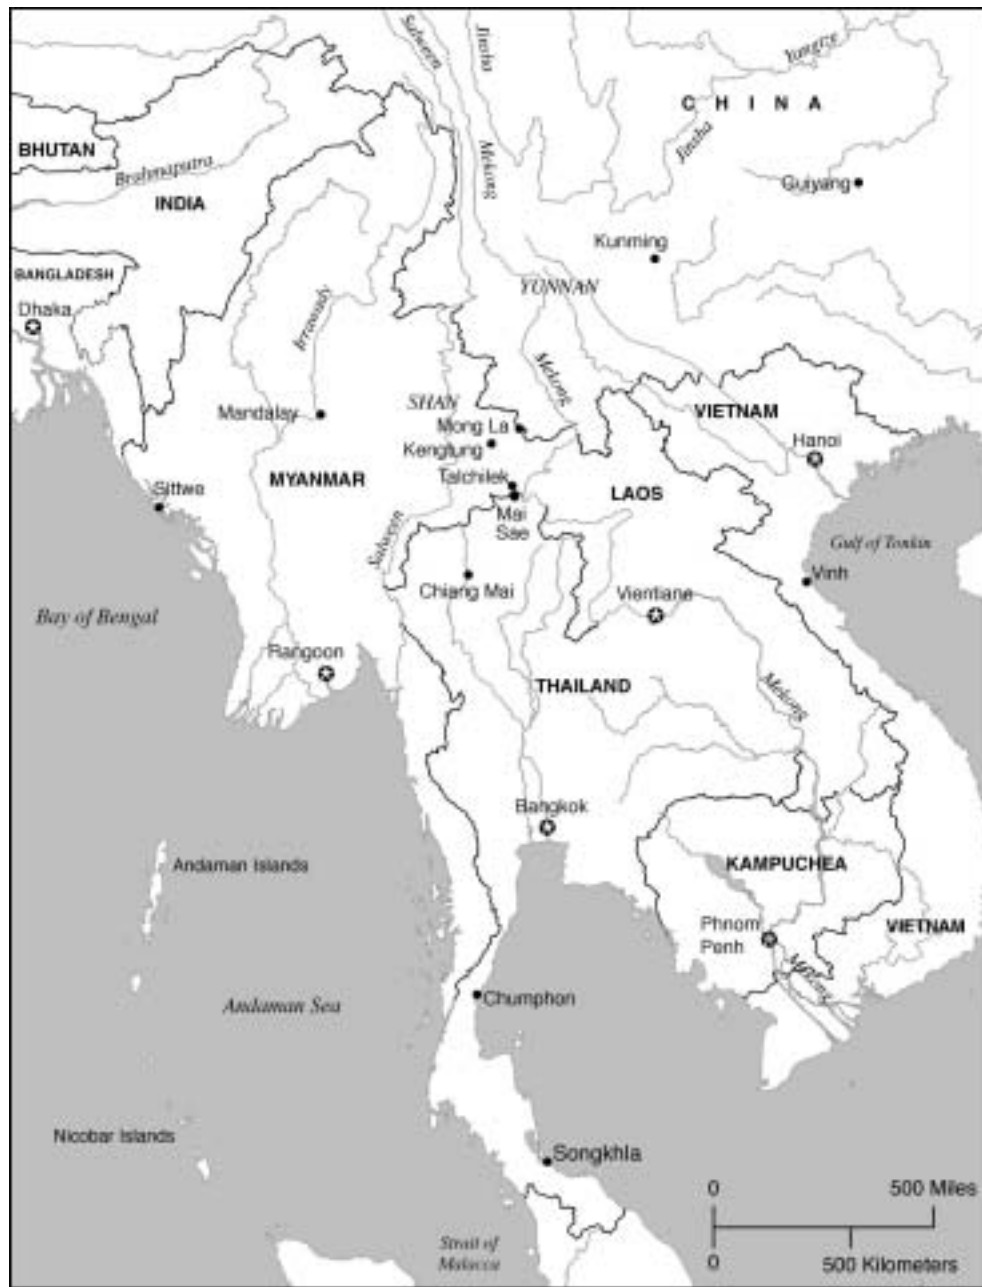 Salween
Jinsha
Yangtze
C H I N A
BHUTAN
Brahmaputra
Mekong
Jinsha
Guiyang
INDIA
Kunming
BANGLADESH
YUNNAN
Dhaka
Irrawady
Mekong
SHAN
Mandalay
Mong La
VIETNAM
Kengtung
Hanoi
MYANMAR
Talchilek
LAOS
Sittwe
Mai
Sae
Salween
Gulf of Tonkin
Chiang Mai
Vientiane
Vinh
Bay of Bengal
Rangoon
THAILAND
Mekong
Bangkok
Andaman Islands
KAMPUCHEA
Phnom
Penh
VIETNAM
Mekong
Andaman Sea
Chumphon
Nicobar Islands
Songkhla
0 500 Miles
Strait of
Malacca
0 500 Kilometers